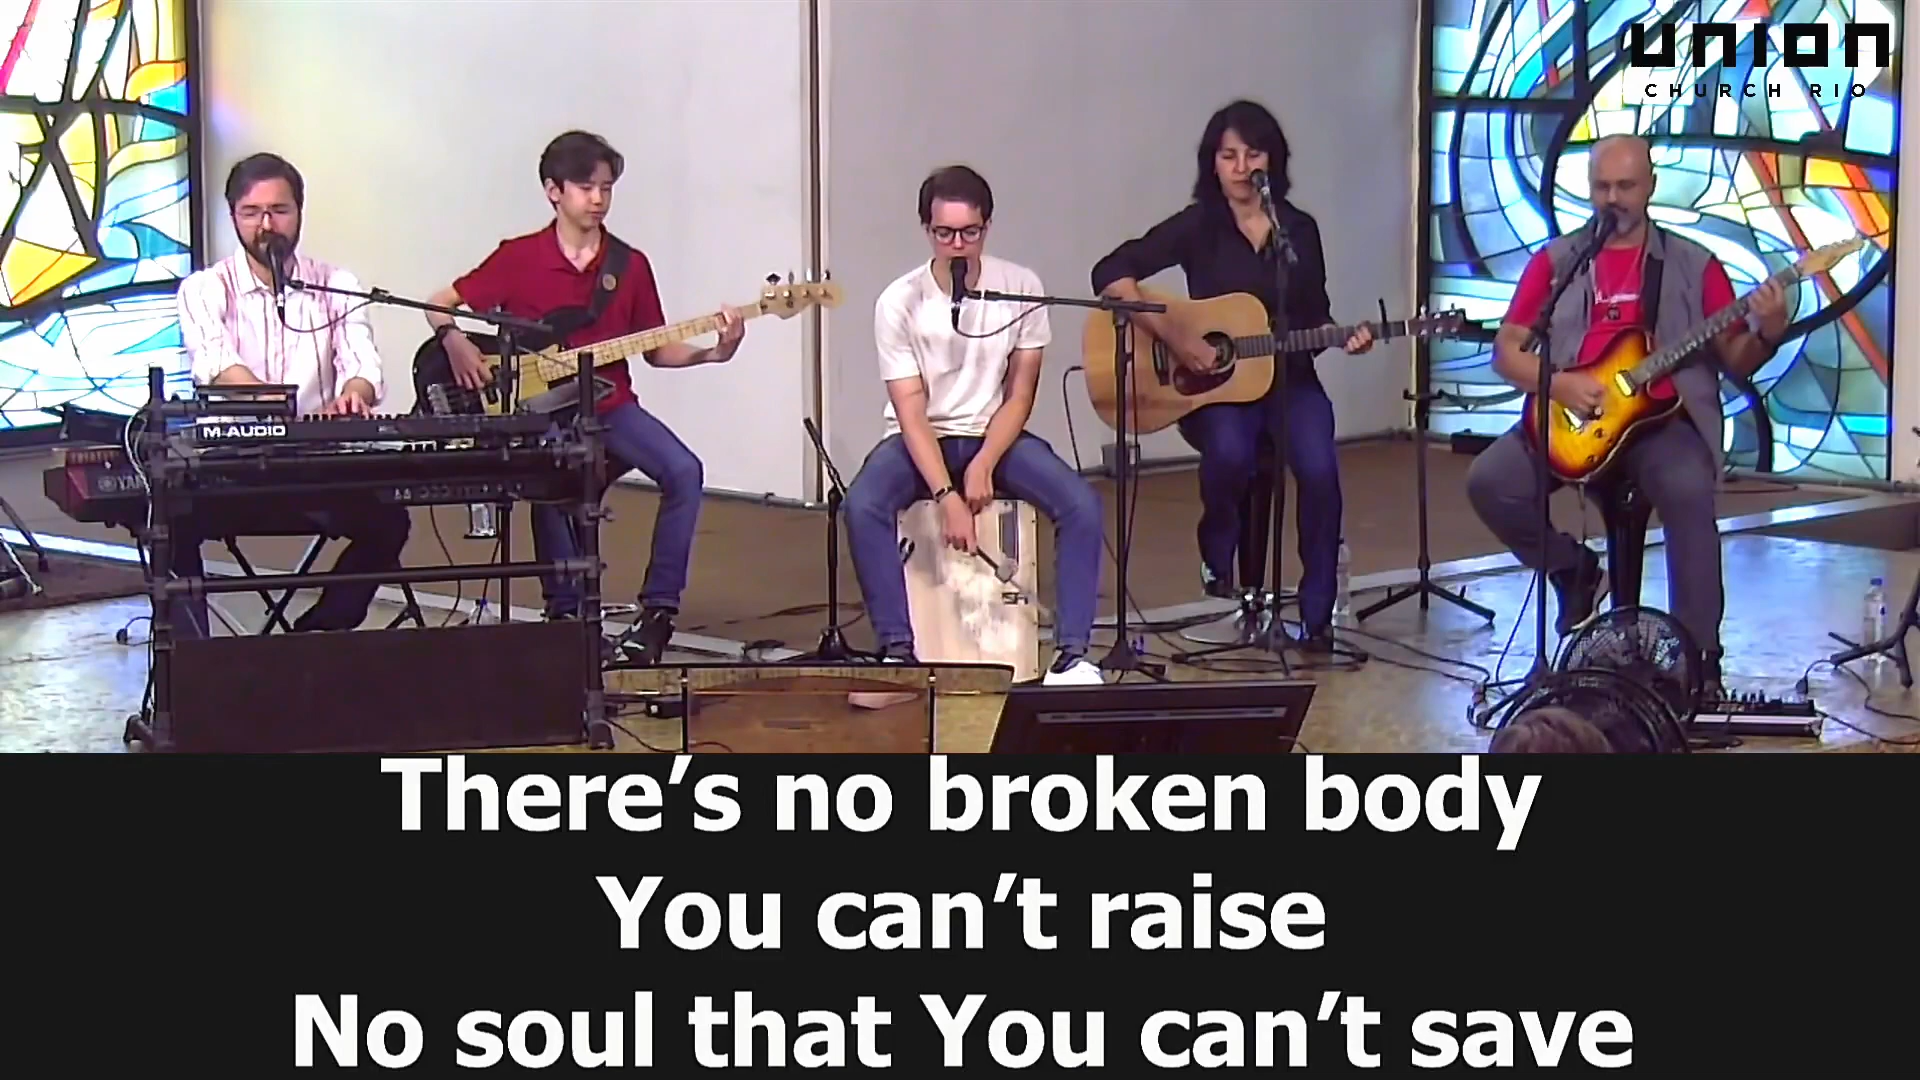 UNION
CHURCH RIO
M-AUDIO
There’s no broken body
You can’t raise
No soul that You can’t save